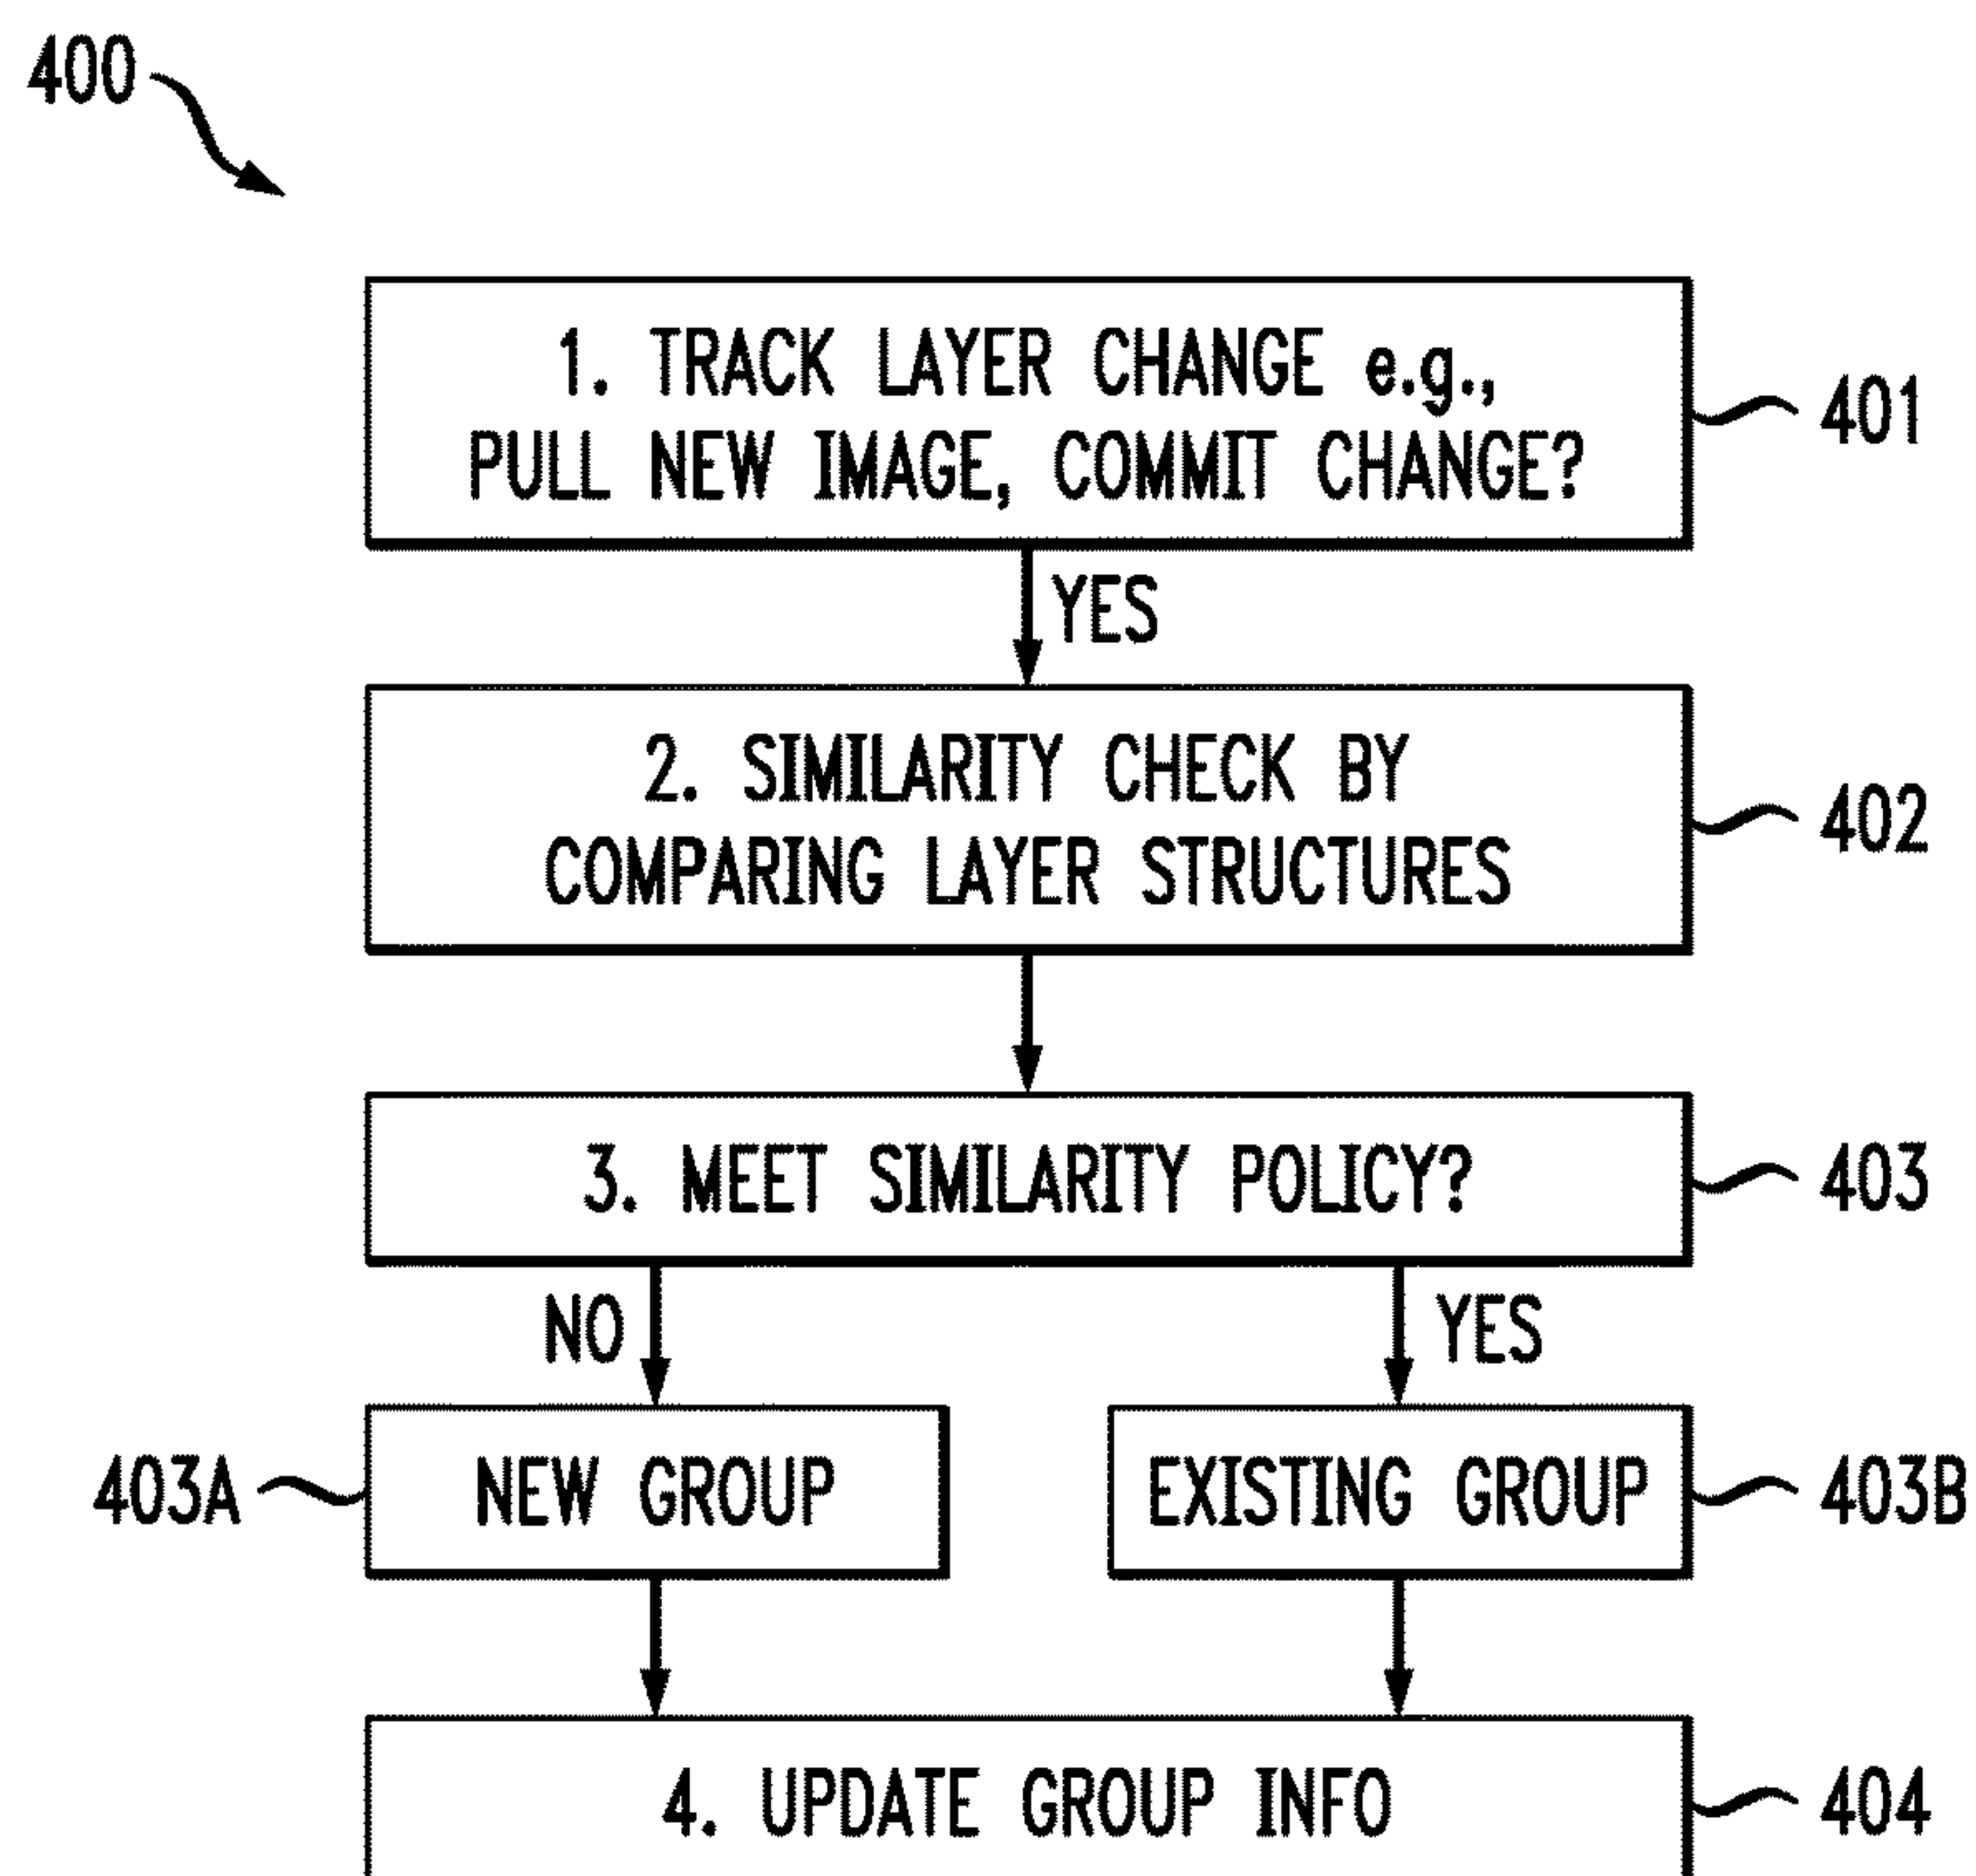 400
1. TRACK LAYER CHANGE e.g.,
PULL NEW IMAGE, COMMIT CHANGE?
401
YES
2. SIMILARITY CHECK BY
COMPARING LAYER STRUCTURES
402
3. MEET SIMILARITY POLICY?
403
NO
YES
403A
NEW GROUP
EXISTING GROUP
403B
4. UPDATE GROUP INFO
404